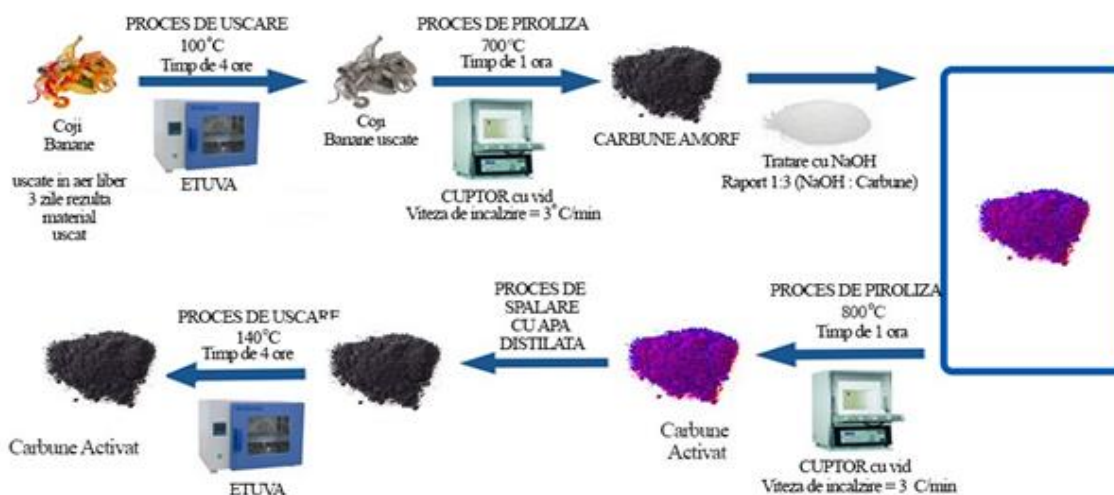 PROCES DE USCARE
100°C
Timp de 4 ore
PROCES DE PIROLIZA
700°C
Timp de 1 ora
Coji
Banane
uscate in aer liber
3 zile rezulta
material
uscat
ETUVA
Coji
Banane uscate
CUPTOR cu vid
Viteza de incalzire = 3°C/min
CARBUNE AMORF
Tratare cu NaOH
Raport 1:3 (NaOH : Carbune)
PROCES DE PIROLIZA
800°C
Timp de 1 ora
CUPTOR cu vid
Viteza de incalzire = 3 C/min
Carbune
Activat
PROCES DE
SPALARE
CU APA
DISTILATA
PROCES DE USCARE
140°C
Timp de 4 ore
ETUVA
Carbune Activat